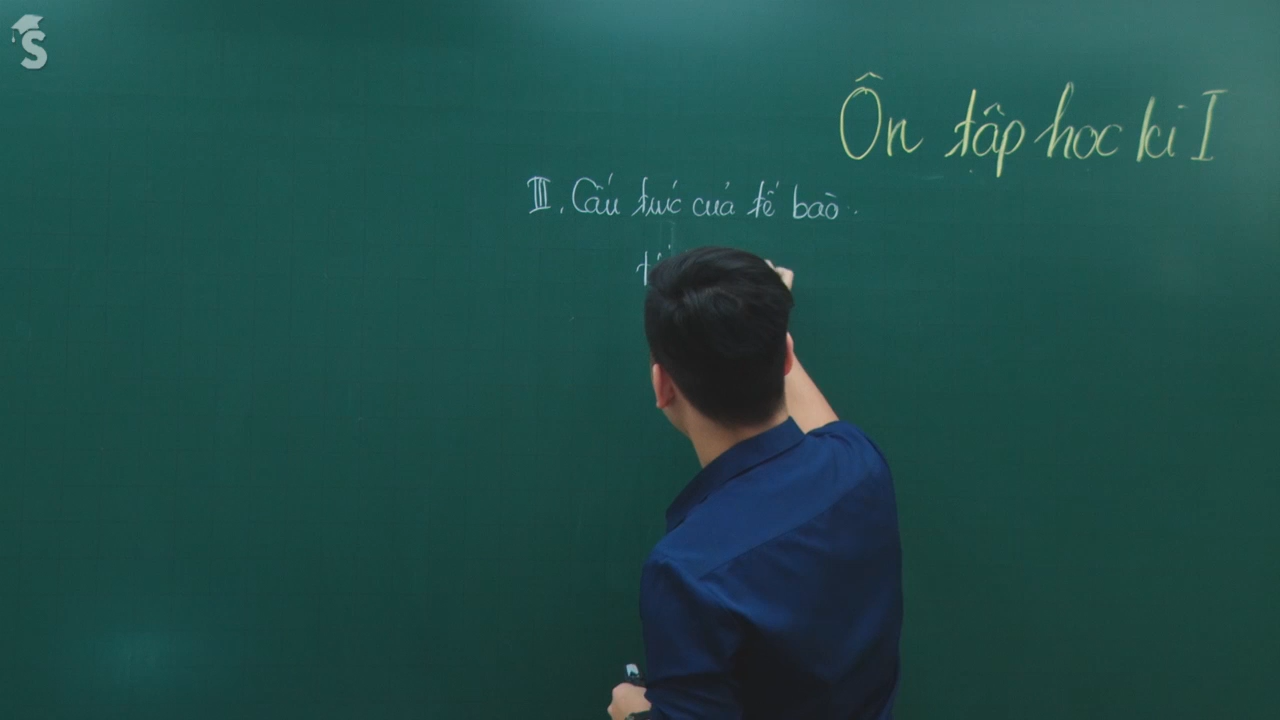 S
Ôn tập học kì I
III. Cấu trúc của tế bào